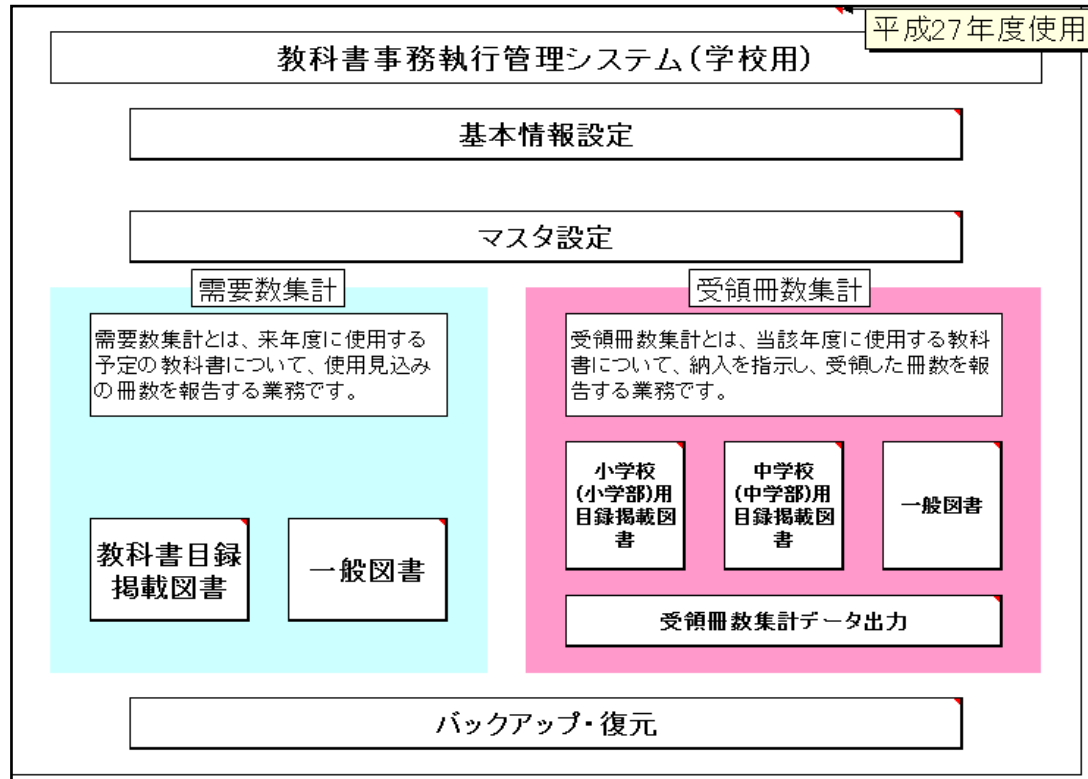 平成27年度使用
教科書事務執行管理システム(学校用)
基本情報設定
マスタ設定
需要数集計
需要数集計とは、来年度に使用する
予定の教科書について、使用見込み
の冊数を報告する業務です。
教科書目録
掲載図書
一般図書
受領冊数集計
受領冊数集計とは、当該年度に使用する教科
書について、納入を指示し、受領した冊数を報
告する業務です。
小学校
(小学部)用
目録掲載図
書
中学校
(中学部)用
目録掲載図
書
一般図書
受領冊数集計データ出力
バックアップ・復元